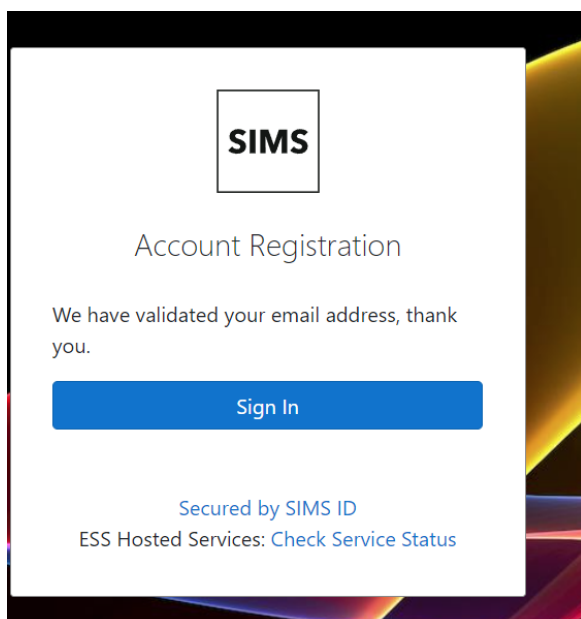 SIMS
Account Registration
We have validated your email address, thank
you.
Sign In
Secured by SIMS ID
ESS Hosted Services: Check Service Status